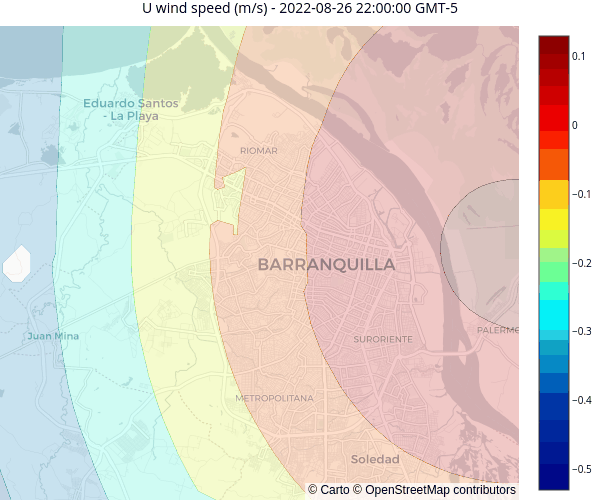 U wind speed (m/s) - 2022-08-26 22:00:00 GMT-5
0.1
Eduardo Santos
- La Playa
0
RIOMAR
−0.1
BARRANQUILLA
−0.2
PALERMO
Juan Mina
SURORIENTE
−0.3
METROPOLITANA
−0.4
Soledad
−0.5
© Carto © OpenStreetMap contributors